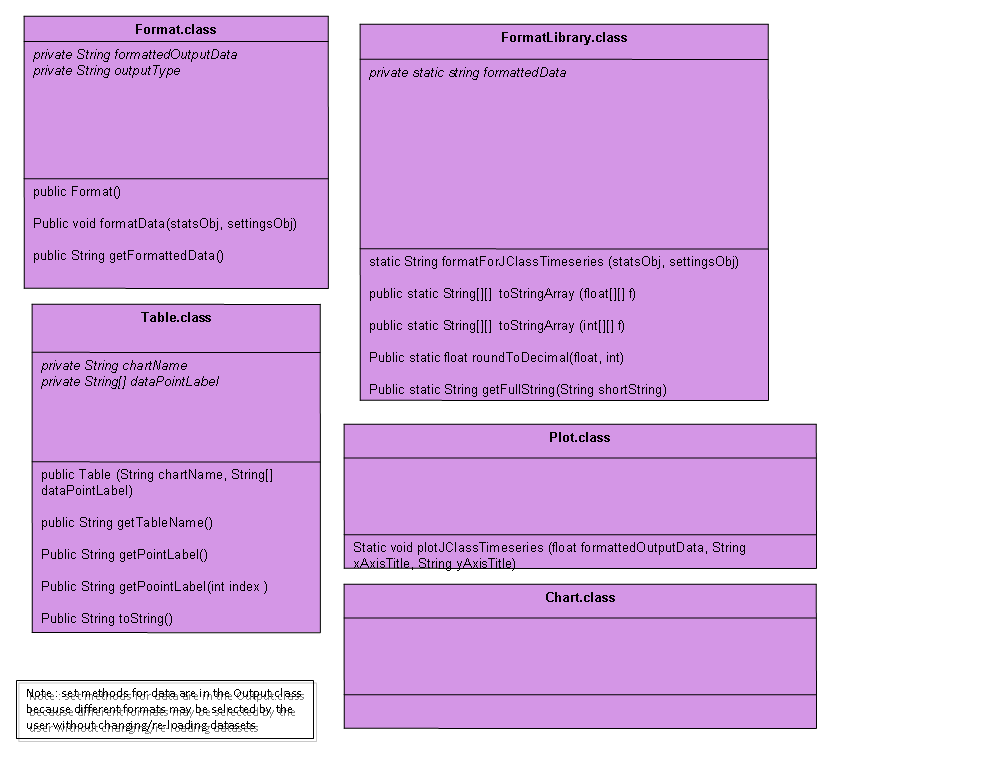 Format.class
private String formattedOutputData
private String outputType
public Format()
Public void formatData(statsObj, settingsObj)
public String getFormattedData()
FormatLibrary.class
private static string formattedData
static String formatForJClassTimeseries (statsObj, settingsObj)
public static String[][] toStringArray (float[][] f)
public static String[][] toStringArray (int[][] f)
Public static float roundToDecimal(float, int)
Public static String getFullString(String shortString)
Table.class
private String chartName
private String[] dataPointLabel
public Table (String chartName, String[]
dataPointLabel)
public String getTableName()
Public String getPointLabel()
Public String getPoointLabel(int index )
Public String toString()
Plot.class
Static void plotJClassTimeseries (float formattedOutputData, String
xAxisTitle, String yAxisTitle)
Chart.class
Note : set methods for data are in the Output.class
because different formats may be selected by the
user without changing/re-loading datasets